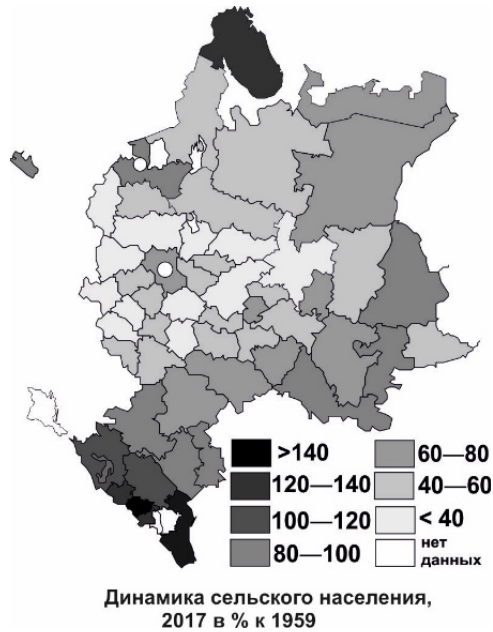 >140
120—140
100—120
80—100
60—80
40—60
< 40
нет
данных
Динамика сельского населения,
2017 в % к 1959